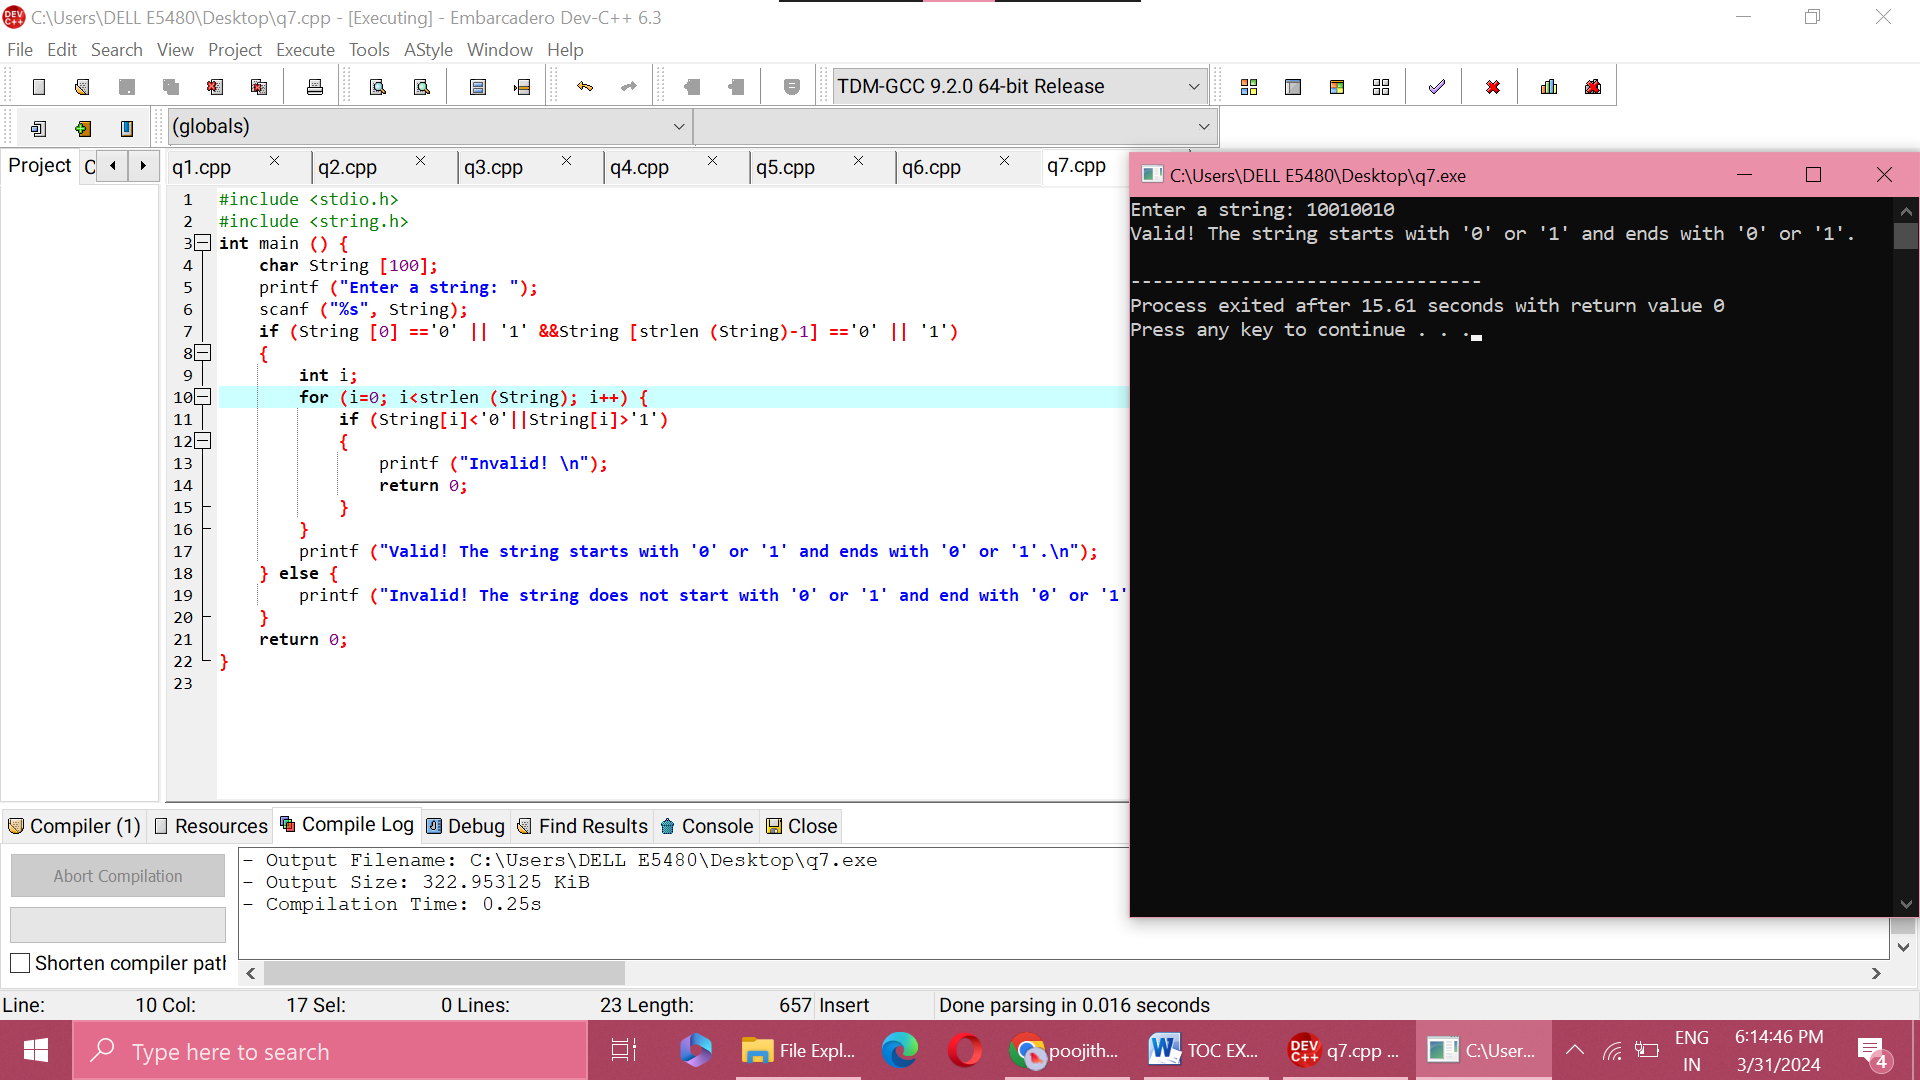 C:\Users\DELL E5480\Desktop\q7.cpp - [Executing] - Embarcadero Dev-C++ 6.3
File Edit Search View Project Execute Tools AStyle Window Help
TDM-GCC 9.2.0 64-bit Release
(globals)
Project C q1.cpp q2.cpp q3.cpp q4.cpp q5.cpp q6.cpp q7.cpp
1 #include <stdio.h>
2 #include <string.h>
3 int main () {
4 char String [100];
5 printf ("Enter a string: ");
6 scanf ("%s", String);
7 if (String [0] =='0' || '1' &&String [strlen (String)-1] =='0' || '1')
8 {
9 int i;
10 for (i=0; i<strlen (String); i++) {
11 if (String[i]<'0'||String[i]>'1')
12 {
13 printf ("Invalid! \n");
14 return 0;
15 }
16 }
17 printf ("Valid! The string starts with '0' or '1' and ends with '0' or '1'.\n");
18 } else {
19 printf ("Invalid! The string does not start with '0' or '1' and end with '0' or '1'
20 }
21 return 0;
22 }
23
C:\Users\DELL E5480\Desktop\q7.exe
Enter a string: 10010010
Valid! The string starts with '0' or '1' and ends with '0' or '1'.
--------------------------------
Process exited after 15.61 seconds with return value 0
Press any key to continue . . .
Compiler (1) Resources Compile Log Debug Find Results Console Close
Abort Compilation
Shorten compiler path
- Output Filename: C:\Users\DELL E5480\Desktop\q7.exe
- Output Size: 322.953125 KiB
- Compilation Time: 0.25s
Line: 10 Col: 17 Sel: 0 Lines: 23 Length: 657 Insert Done parsing in 0.016 seconds
Type here to search
File Expl... poojith... TOC EX... DEV C++ q7.cpp ... C:\User...
ENG
IN
6:14:46 PM
3/31/2024
4